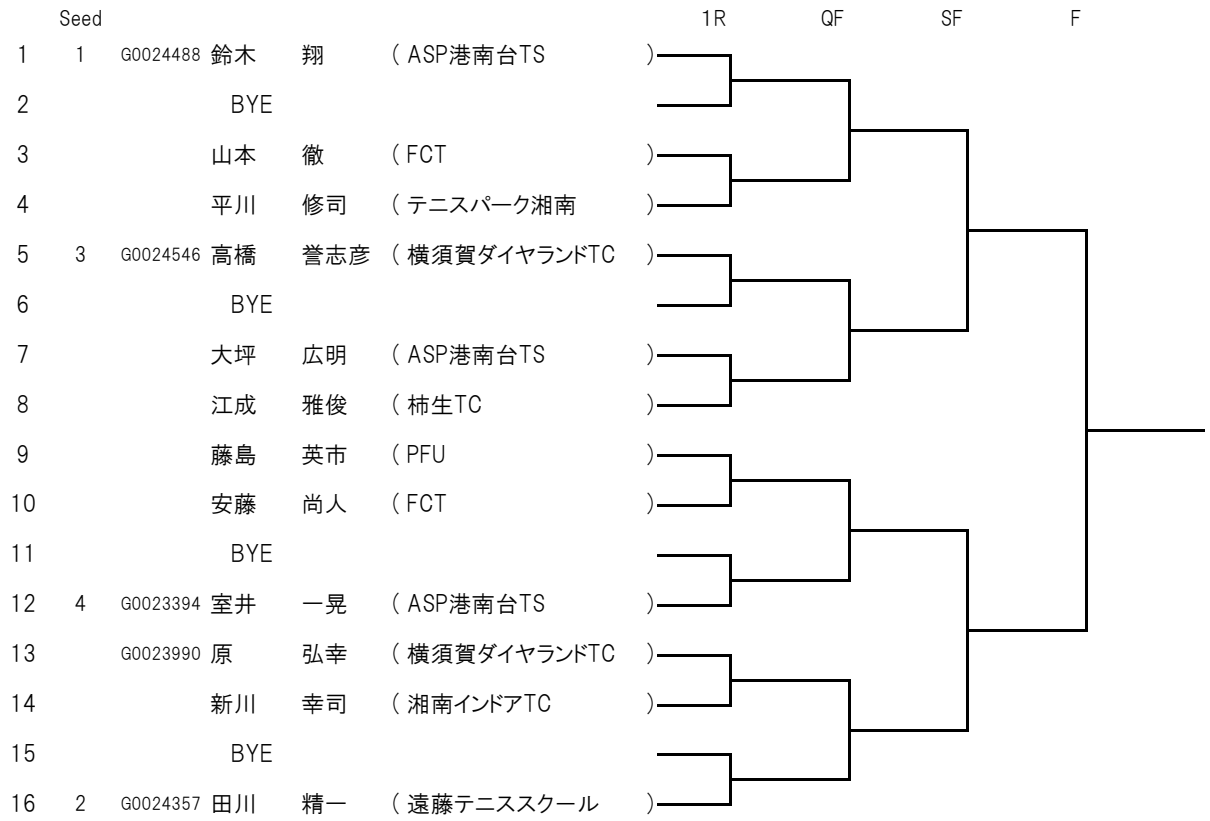 Seed 1R QF SF F
1 1 G0024488 鈴木 翔 ( ASP港南台TS )
2 BYE
3 山本 徹 ( FCT )
4 平川 修司 ( テニスパーク湘南 )
5 3 G0024546 高橋 誉志彦 ( 横須賀ダイヤランドTC )
6 BYE
7 大坪 広明 ( ASP港南台TS )
8 江成 雅俊 ( 柿生TC )
9 藤島 英市 ( PFU )
10 安藤 尚人 ( FCT )
11 BYE
12 4 G0023394 室井 一晃 ( ASP港南台TS )
13 G0023990 原 弘幸 ( 横須賀ダイヤランドTC )
14 新川 幸司 ( 湘南インドアTC )
15 BYE
16 2 G0024357 田川 精一 ( 遠藤テニススクール )